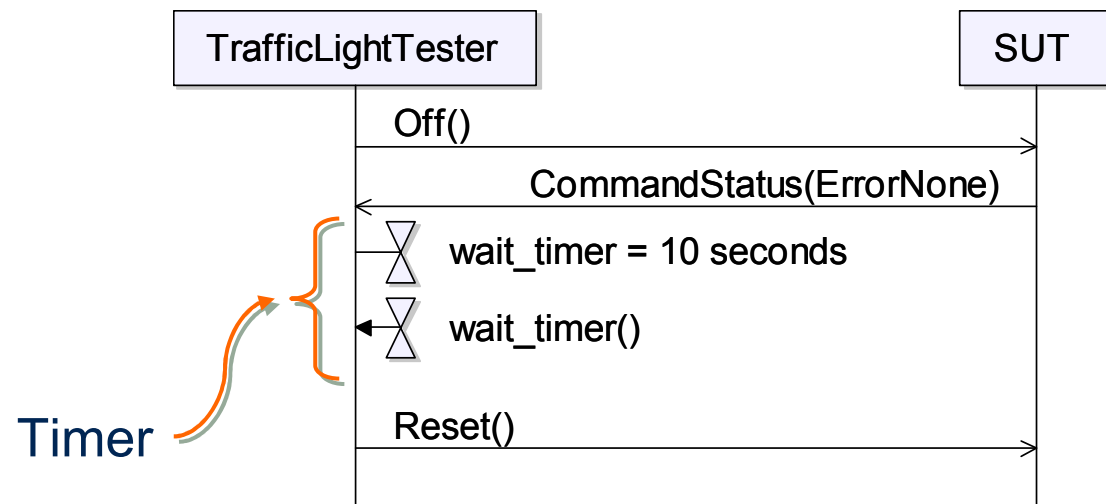 TrafficLightTester
SUT
Off()
CommandStatus(ErrorNone)
wait_timer = 10 seconds
wait_timer()
Timer
Reset()